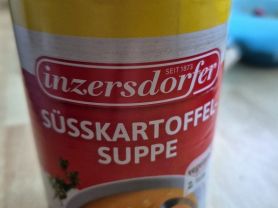 SEIT 1873
inzersdorfer
SÜSSKARTOFFEL-
SUPPE